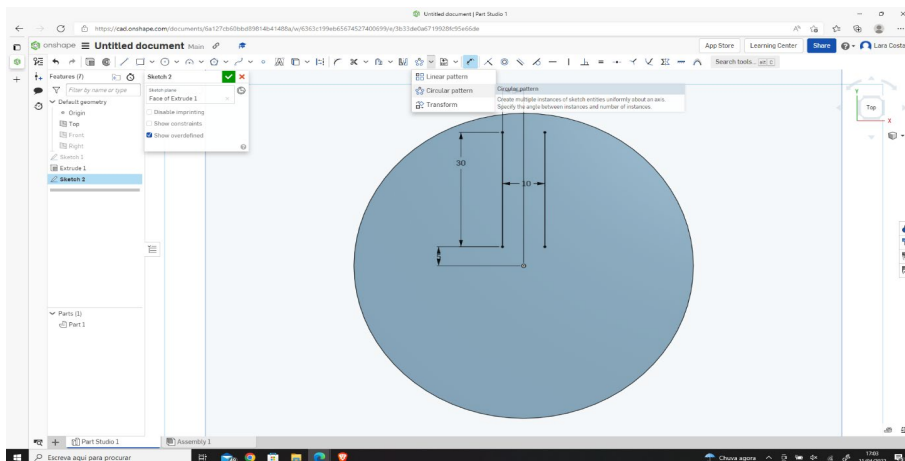 Untitled document | Part Studio 1
https://cad.onshape.com/documents/6a127cb60bbd89814b41488a/w/6363c199eb65674527400699/e/3b33de0a6719928fc95e66de
onshape Untitled document Main
App Store Learning Center Share Lara Costa
Search tools...
Features (7)
Filter by name or type
Default geometry
Origin
Top
Front
Right
Sketch 1
Extrude 1
Sketch 2
Sketch 2
Sketch plane
Face of Extrude 1
Disable imprinting
Show constraints
Show overdefined
Linear pattern
Circular pattern
Transform
Circular pattern
Create multiple instances of sketch entities uniformly about an axis.
Specify the angle between instances and number of instances.
30
10
Y
Top
X
Parts (1)
Part 1
Part Studio 1
Assembly 1
Escreva aqui para procurar
Chuva agora
17:03